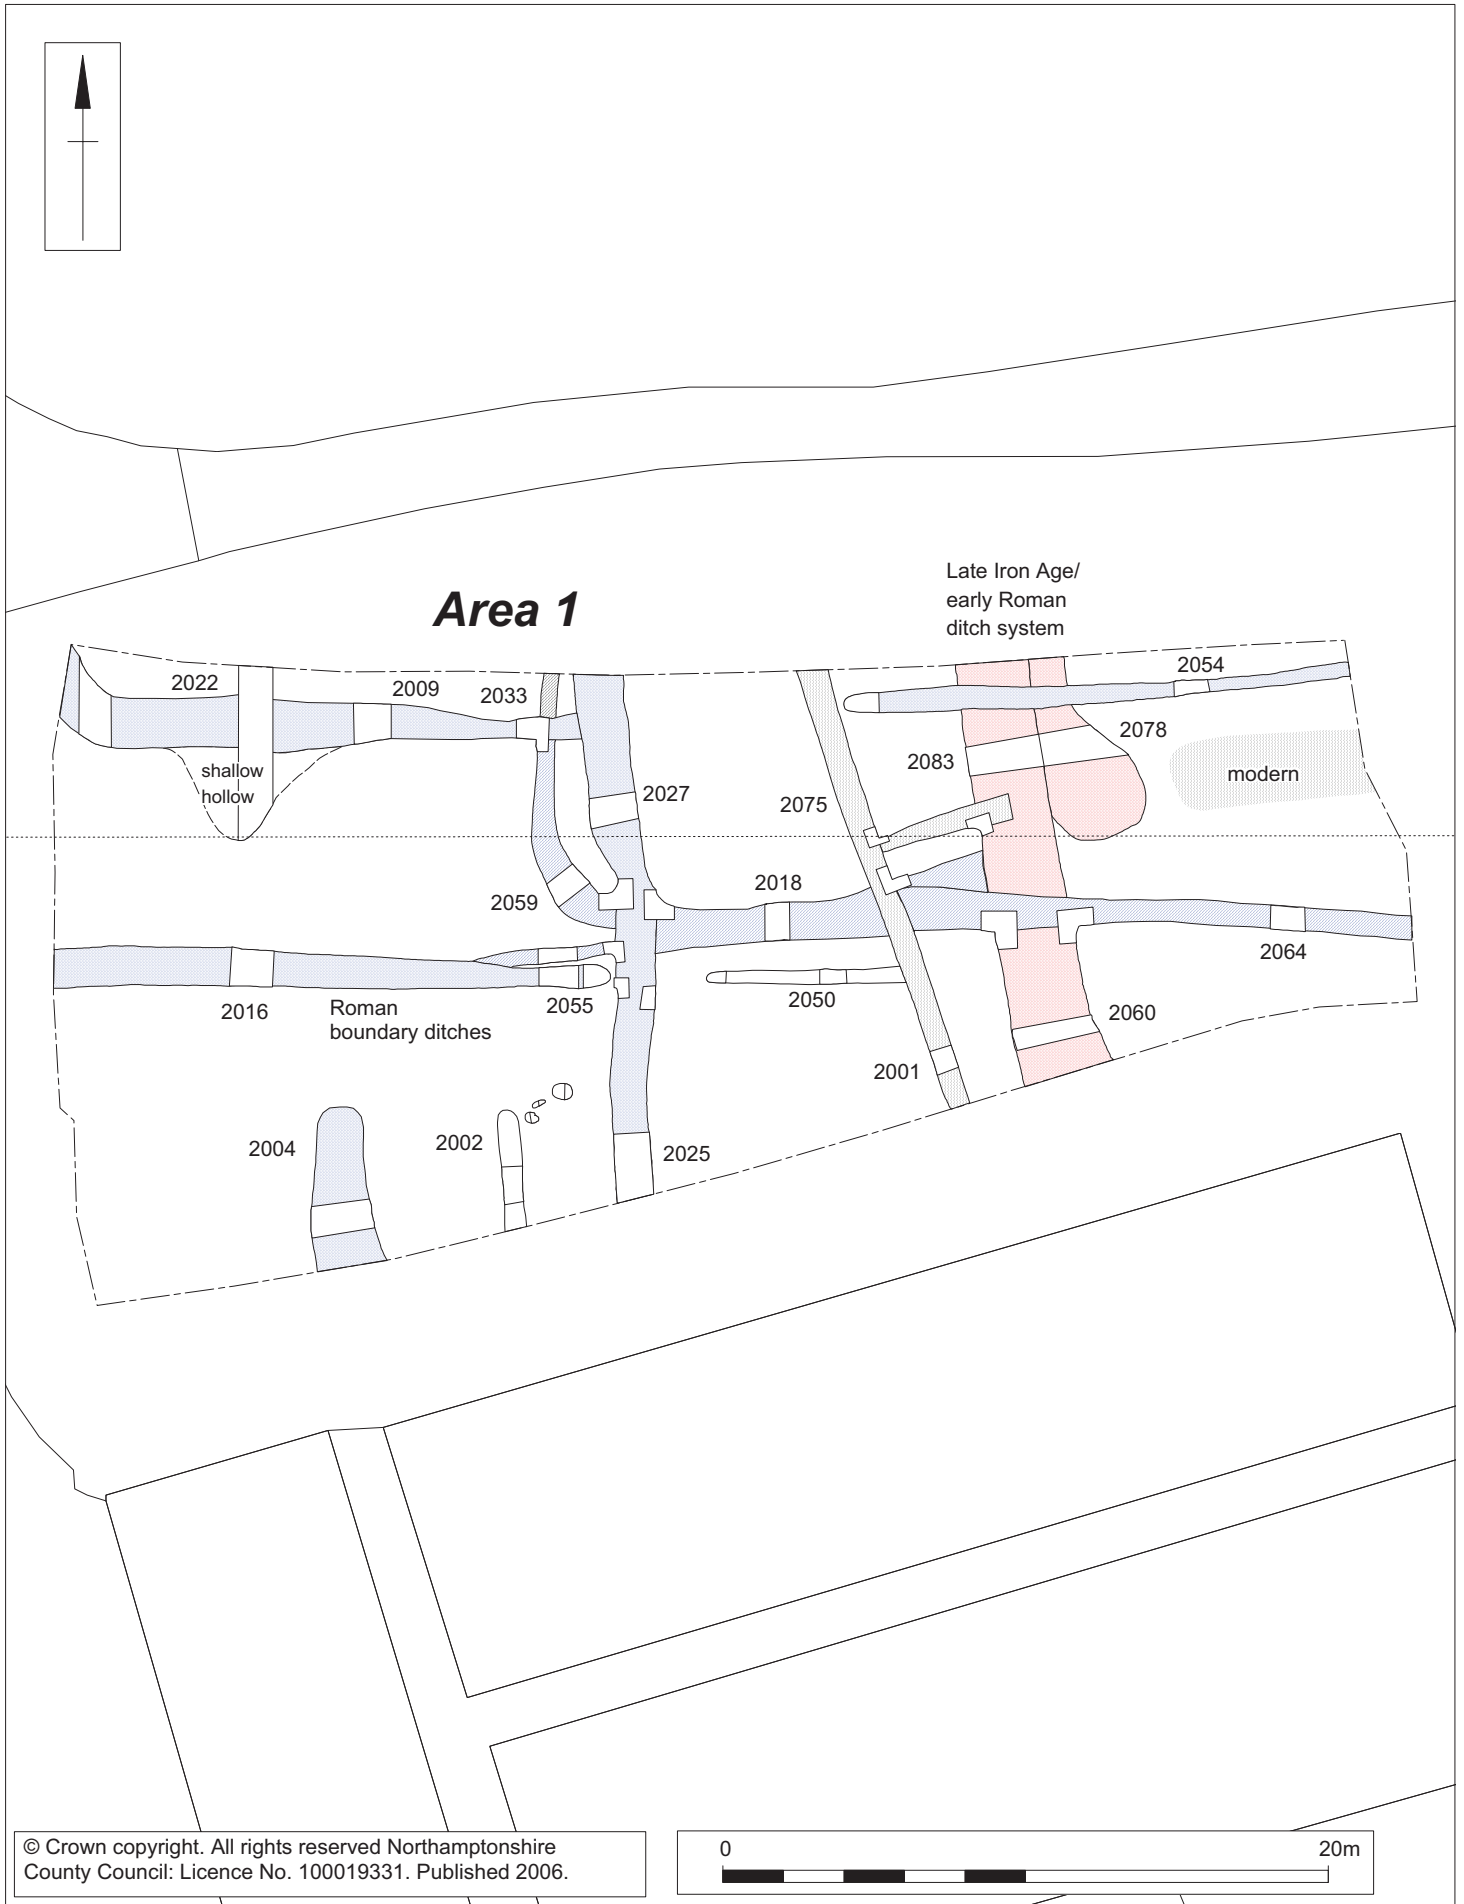 Area 1
Late Iron Age/
early Roman
ditch system
2022
2009
2033
2054
2078
2083
shallow
hollow
modern
2027
2075
2018
2059
2064
2016
Roman
boundary ditches
2055
2050
2060
2001
2004
2002
2025
© Crown copyright. All rights reserved Northamptonshire
County Council: Licence No. 100019331. Published 2006.
0 20m